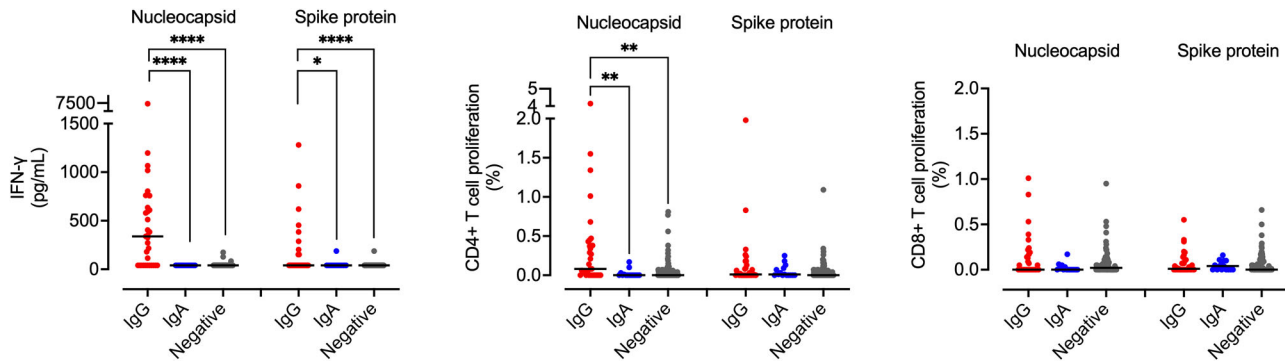 Nucleocapsid Spike protein
****
****
****
*
IFN-γ
(pg/mL)
7500
1500
1000
500
0
IgG IgA Negative IgG IgA Negative
Nucleocapsid Spike protein
**
**
CD4+ T cell proliferation
(%)
5
4
2.0
1.5
1.0
0.5
0.0
IgG IgA Negative IgG IgA Negative
Nucleocapsid Spike protein
CD8+ T cell proliferation
(%)
2.0
1.5
1.0
0.5
0.0
IgG IgA Negative IgG IgA Negative